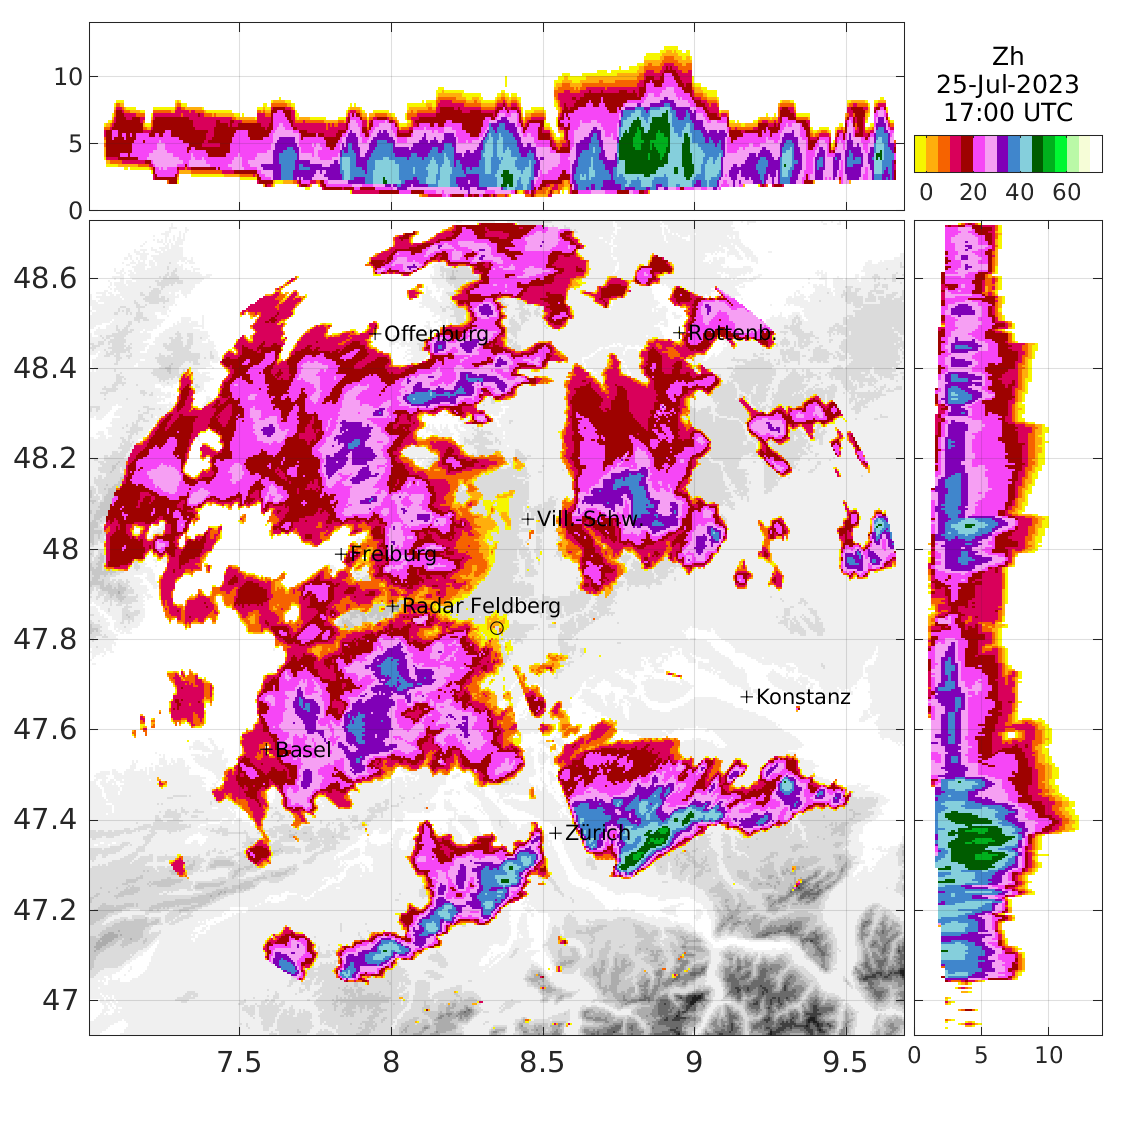 Zh
25-Jul-2023
17:00 UTC
0 20 40 60
10
5
0
48.6
48.4
48.2
48
47.8
47.6
47.4
47.2
47
+Offenburg
+Rottenb.
+Vill.-Schw.
+Freiburg
+Radar Feldberg
+Konstanz
+Basel
+Zürich
7.5 8 8.5 9 9.5
0 5 10